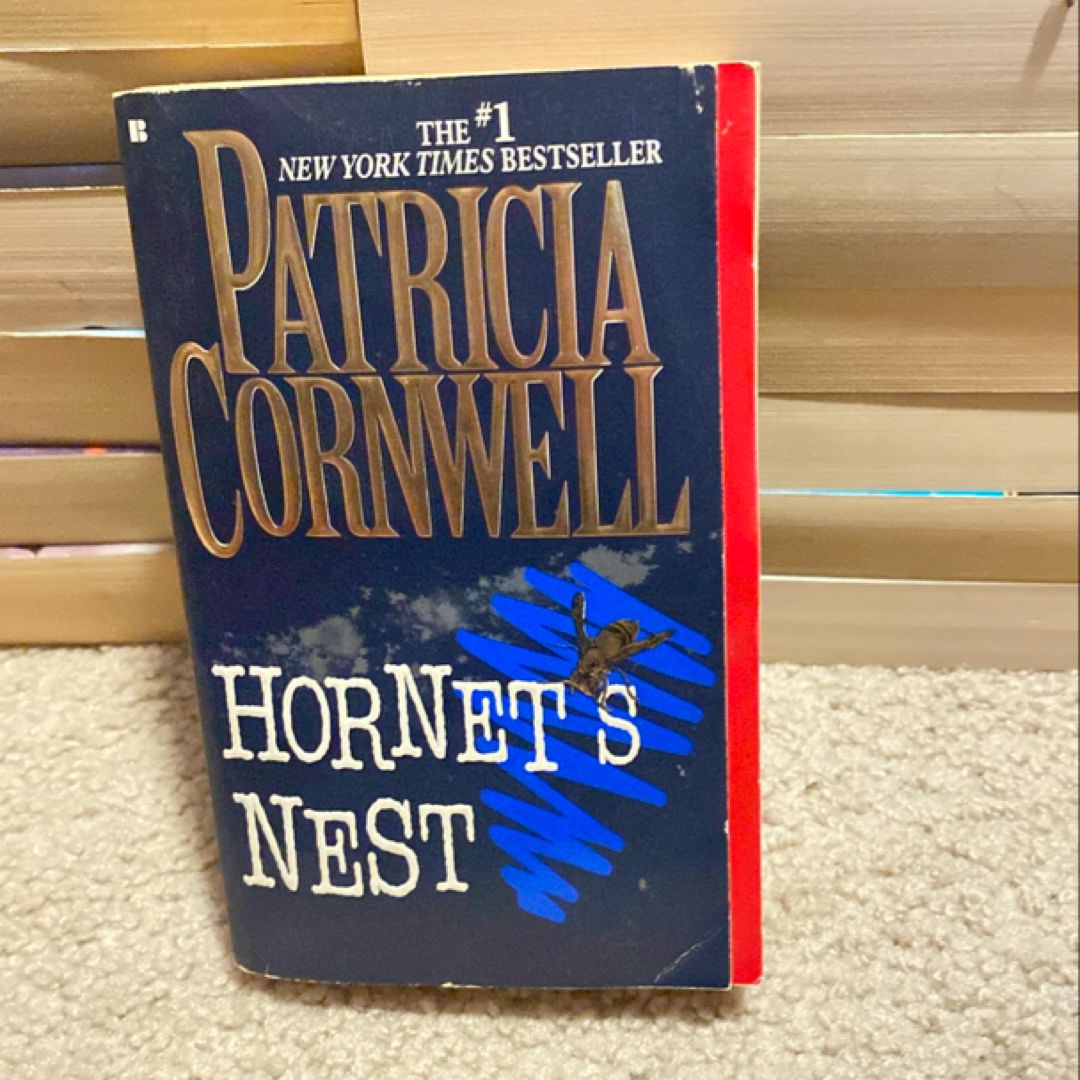 B
THE #1
NEW YORK TIMES BESTSELLER
PATRICIA
CORNWELL
HORNET'S
NEST